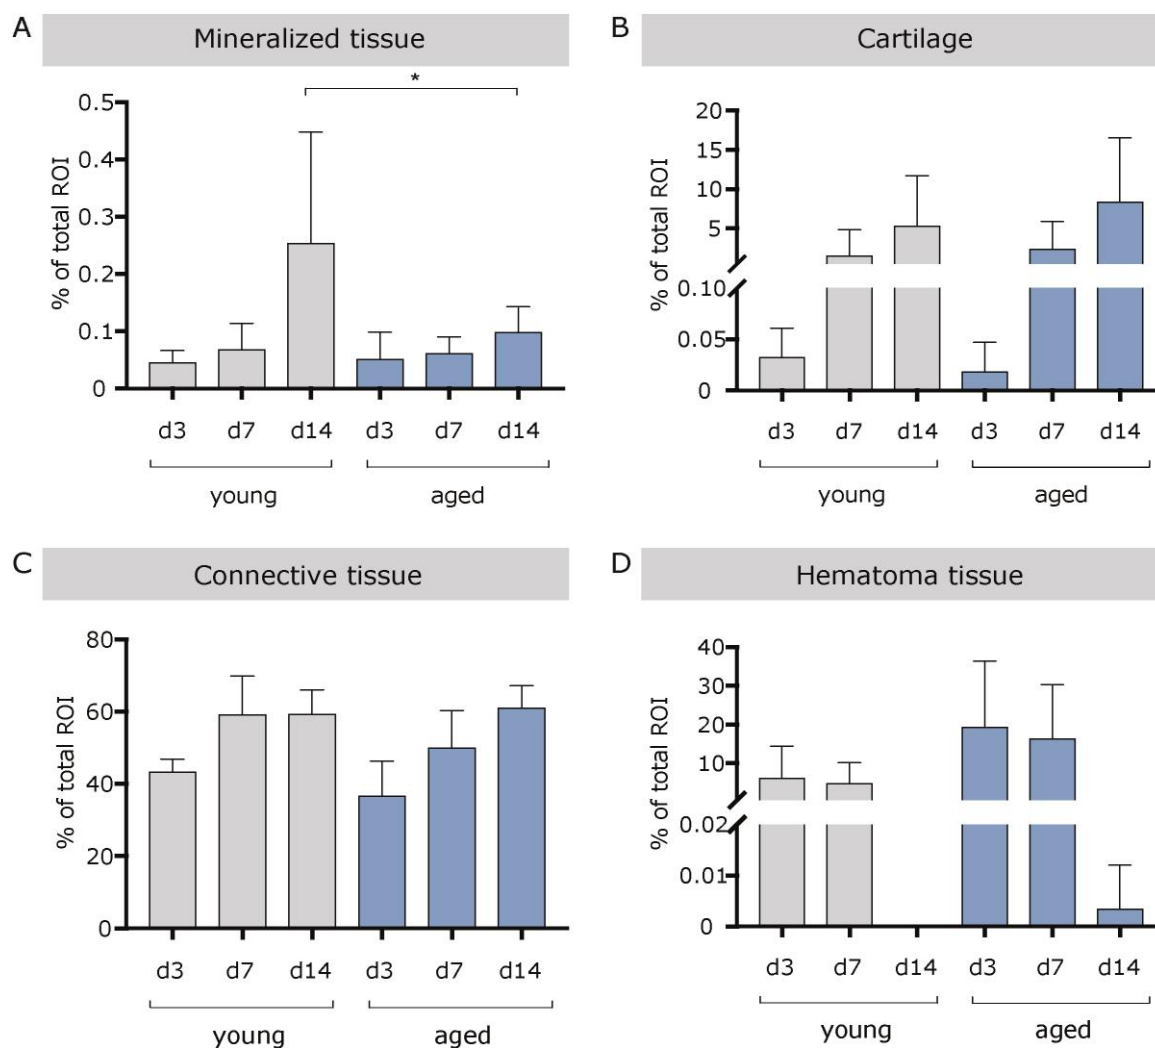 A
Mineralized tissue
*
% of total ROI
0.5
0.4
0.3
0.2
0.1
0
d3 d7 d14 d3 d7 d14
young aged
B
Cartilage
% of total ROI
20
15
10
5
0.10
0.05
0
d3 d7 d14 d3 d7 d14
young aged
C
Connective tissue
% of total ROI
80
60
40
20
0
d3 d7 d14 d3 d7 d14
young aged
D
Hematoma tissue
% of total ROI
40
30
20
10
0.02
0.01
0
d3 d7 d14 d3 d7 d14
young aged